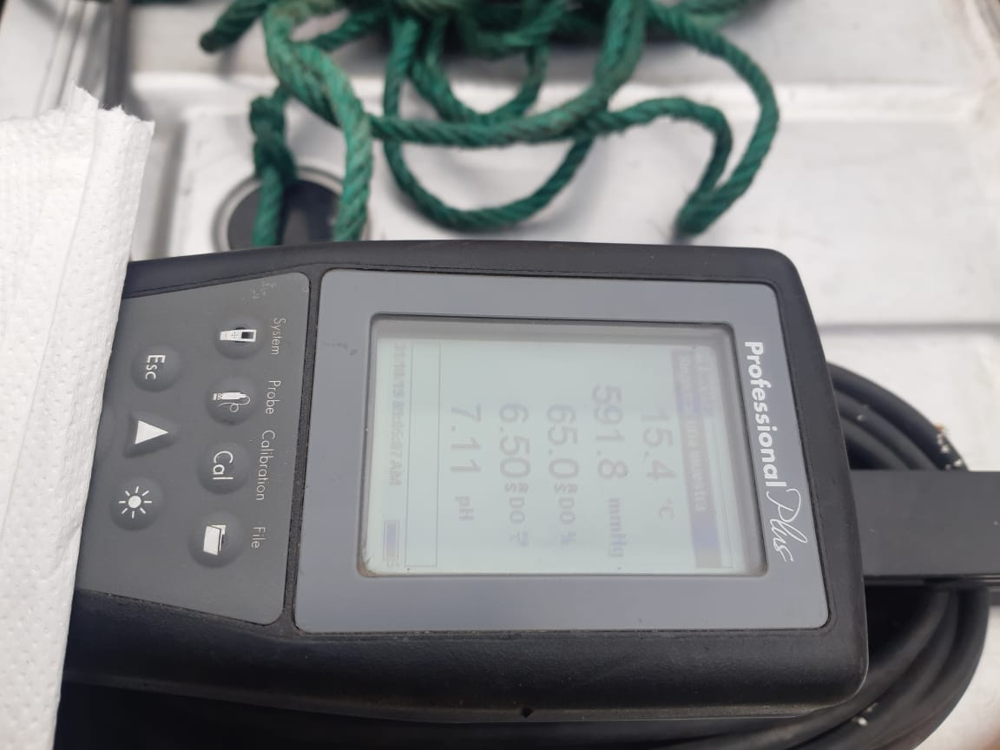 Professional Plus
15.4 °C
591.8 mmHg
65.0 DO %
6.50 DO
7.11 pH
System
Probe
Calibration
File
Cal
Esc